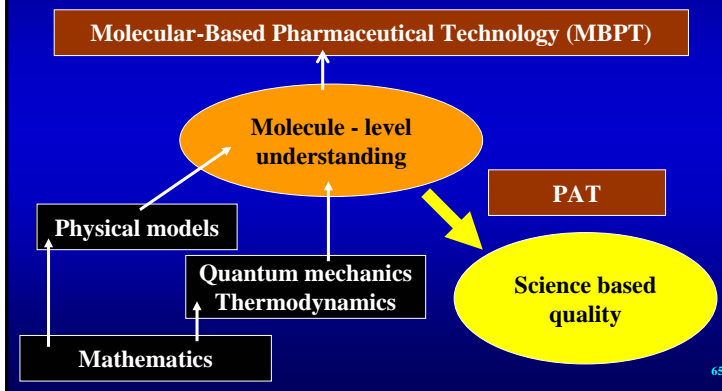 Molecular-Based Pharmaceutical Technology (MBPT)
Molecule - level
understanding
PAT
Physical models
Quantum mechanics
Thermodynamics
Science based
quality
Mathematics
65